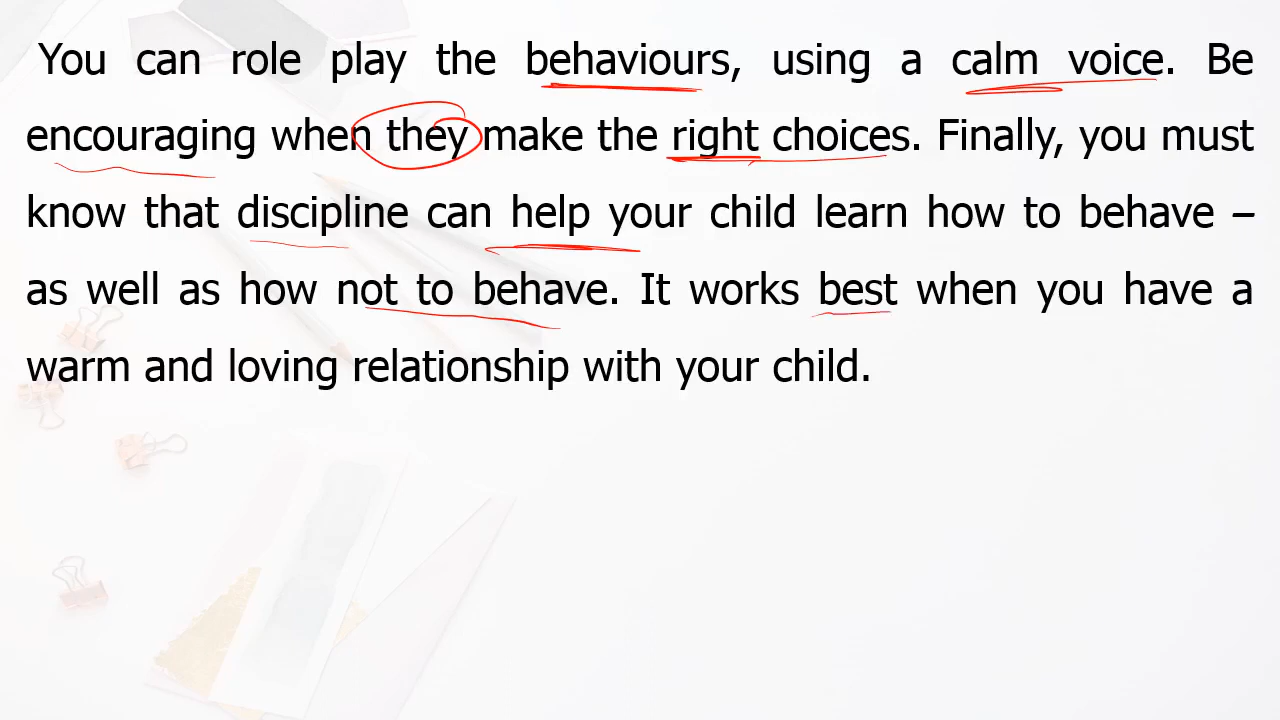 You can role play the behaviours, using a calm voice. Be
encouraging when they make the right choices. Finally, you must
know that discipline can help your child learn how to behave –
as well as how not to behave. It works best when you have a
warm and loving relationship with your child.